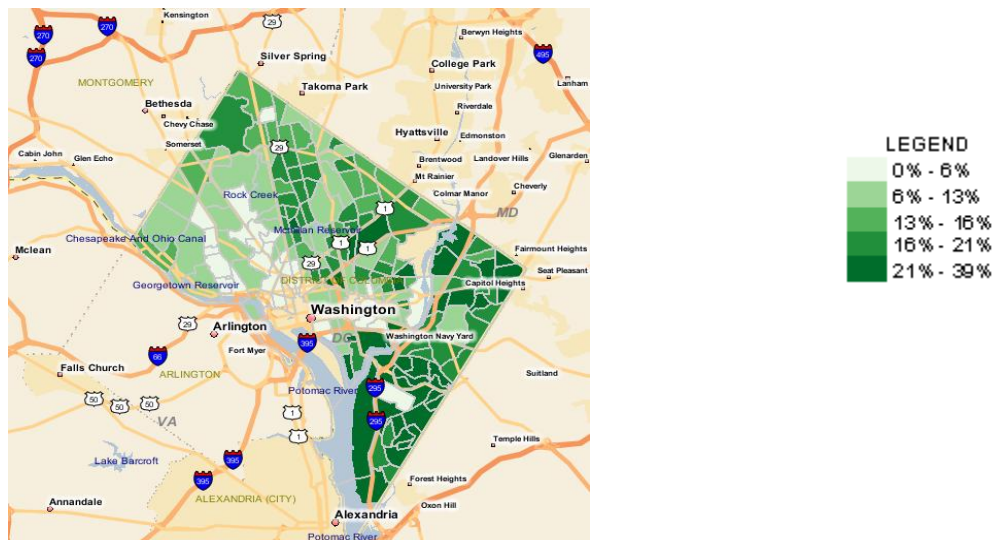 Kensington
29
270
270
270
Berwyn Heights
495
Silver Spring
College Park
MONTGOMERY
Takoma Park
University Park
Lanham
Bethesda
Riverdale
Chevy Chase
Hyattsville
Edmonston
Somerset
29
LEGEND
Cabin John
Glen Echo
Brentwood
Landover Hills
Glenarden
0% - 6%
Mt Rainier
6% - 13%
Rock Creek
Colmar Manor
Cheverly
1
MD
13% - 16%
Chesapeake And Ohio Canal
McMillan Reservoir
16% - 21%
Mclean
1
1
Fairmount Heights
29
Seat Pleasant
21% - 39%
Georgetown Reservoir
DISTRICT OF COLUMBIA
Capitol Heights
Washington
29
Arlington
DC
Washington Navy Yard
395
Fort Myer
66
Falls Church
ARLINGTON
Suitland
295
Potomac River
50
50
50
1
VA
295
1
Temple Hills
Lake Barcroft
395
395
Forest Heights
ALEXANDRIA (CITY)
Annandale
Oxon Hill
Alexandria
Potomac River